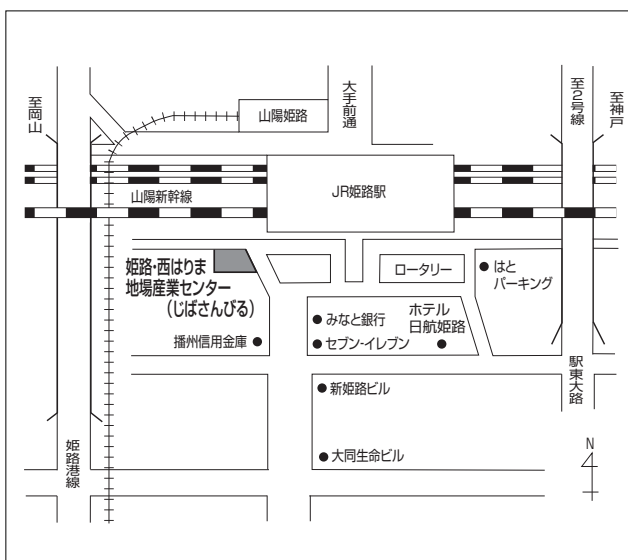 至岡山
山陽姫路
大手前通
至2号線
至神戸
山陽新幹線
JR姫路駅
姫路・西はりま
地場産業センター
(じばさんびる)
ロータリー
はと
パーキング
みなと銀行
ホテル
日航姫路
播州信用金庫
セブン-イレブン
駅東大路
新姫路ビル
姫路港線
大同生命ビル
N